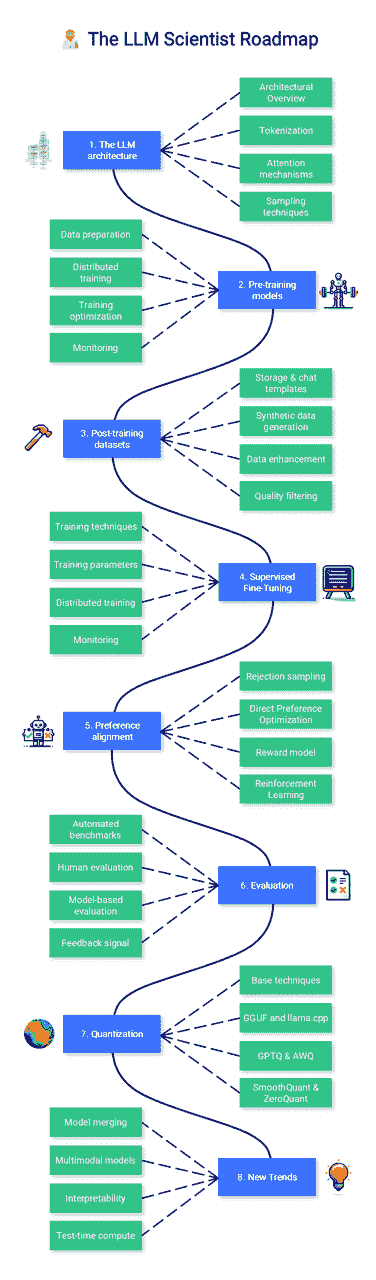 The LLM Scientist Roadmap
1. The LLM
architecture
Architectural
Overview
Tokenization
Attention
mechanisms
Sampling
techniques
Data preparation
Distributed
training
Training
optimization
Monitoring
2. Pre-training
models
3. Post-training
datasets
Storage & chat
templates
Synthetic data
generation
Data enhancement
Quality filtering
Training techniques
Training parameters
Distributed training
Monitoring
4. Supervised
Fine-Tuning
5. Preference
alignment
Rejection sampling
Direct Preference
Optimization
Reward model
Reinforcement
Learning
Automated
benchmarks
Human evaluation
Model-based
evaluation
Feedback signal
6. Evaluation
7. Quantization
Base techniques
GGUF and llama.cpp
GPTQ & AWQ
SmoothQuant &
ZeroQuant
Model merging
Multimodal models
Interpretability
Test-time compute
8. New Trends